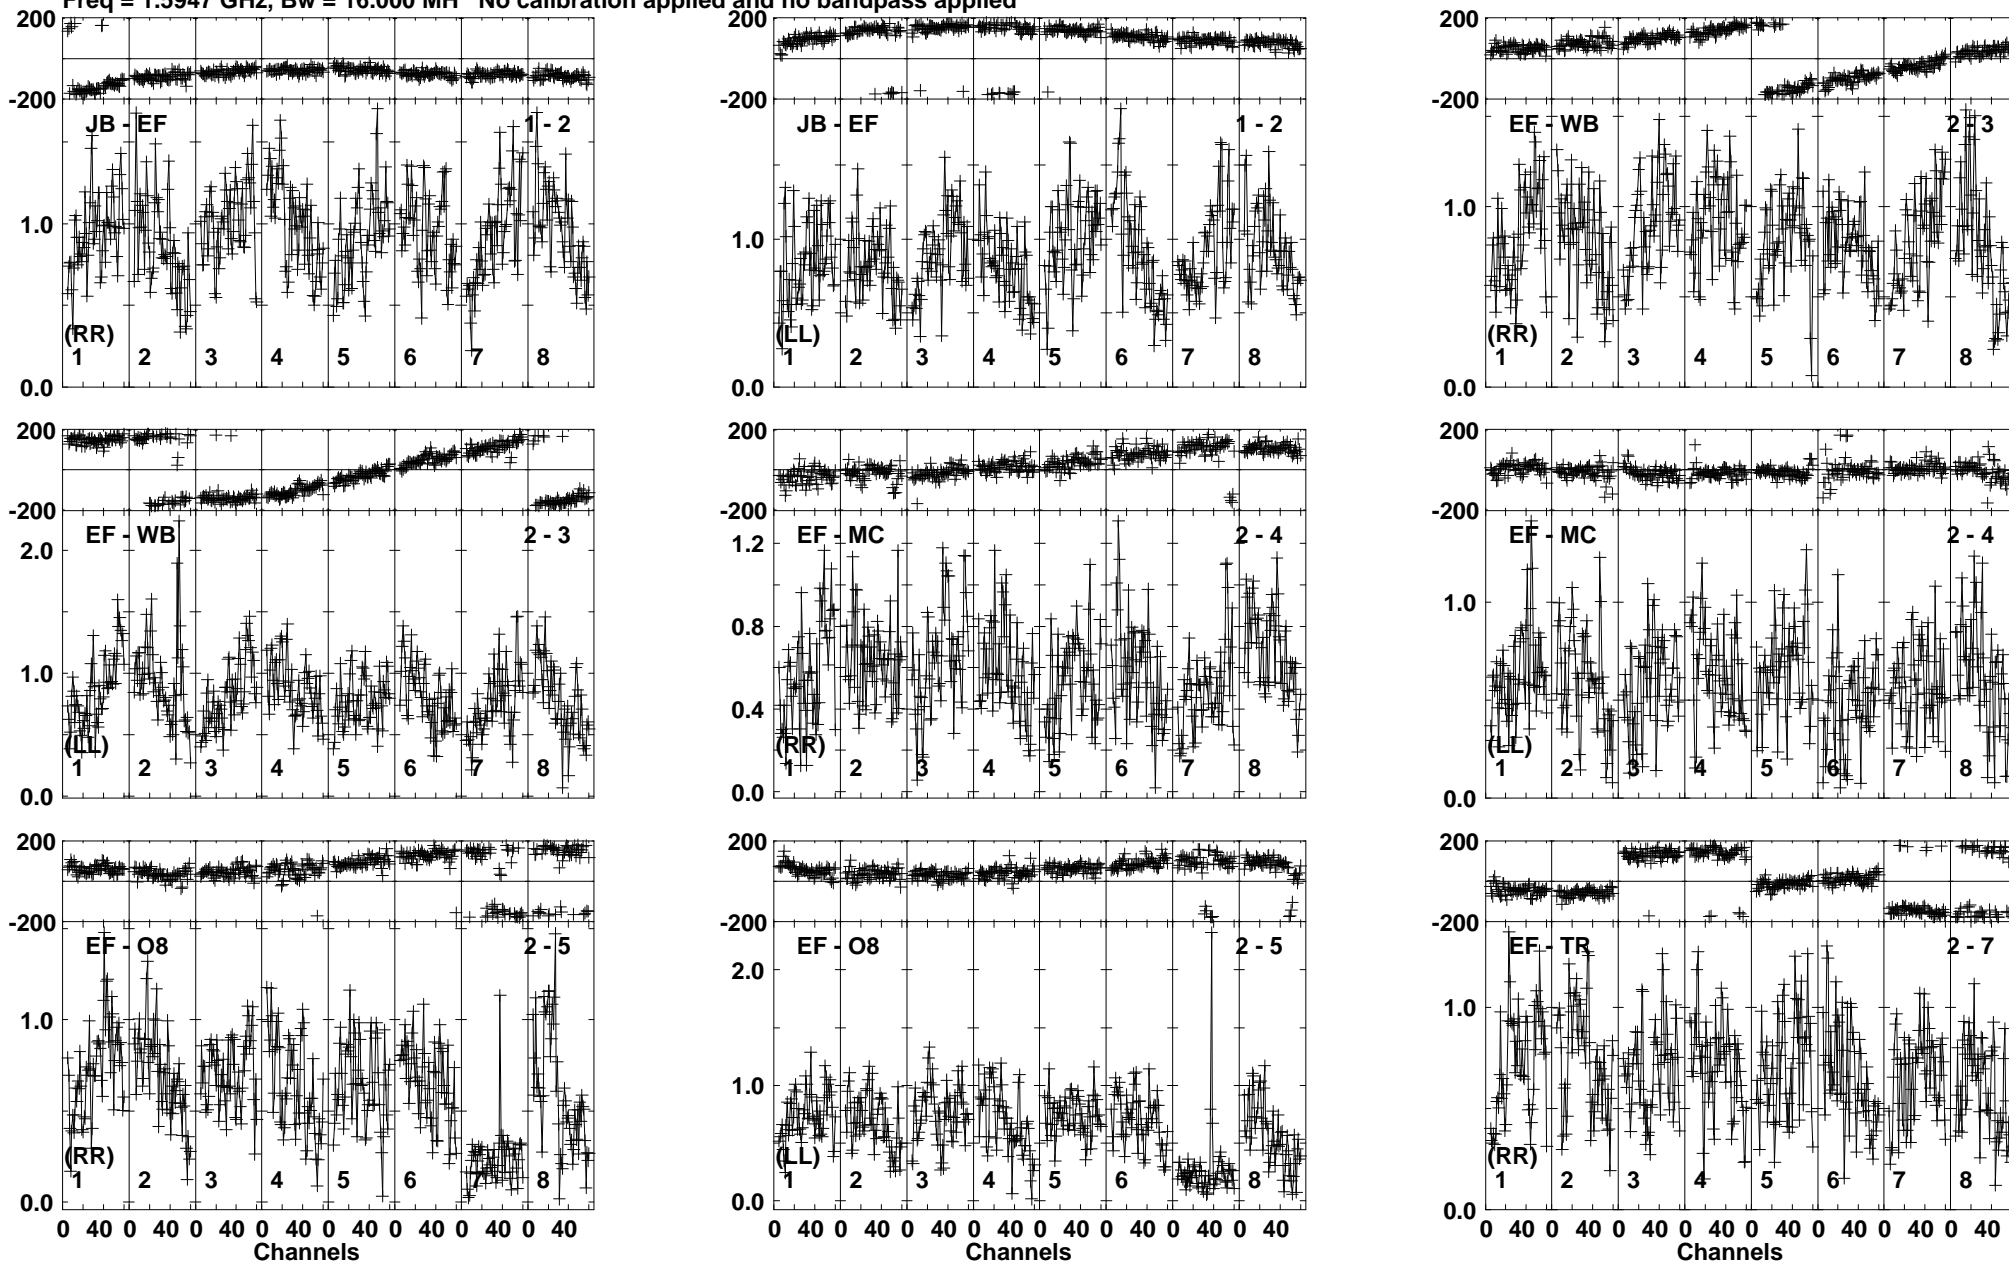 Freq = 1.5947 GHz, Bw = 16.000 MH No calibration applied and no bandpass applied
200 200 200
-200 -200 -200
JB - EF 1 - 2 JB - EF 1 - 2 EF - WB 2 - 3
1.0 1.0 1.0
(RR) (LL) (RR)
1 2 3 4 5 6 7 8 1 2 3 4 5 6 7 8 1 2 3 4 5 6 7 8
0.0 0.0 0.0
200 200 200
-200 -200 -200
EF - WB 2 - 3 EF - MC 2 - 4 EF - MC 2 - 4
2.0 1.2
1.0 0.8 1.0
0.4
(LL) (RR) (LL)
1 2 3 4 5 6 7 8 1 2 3 4 5 6 7 8 1 2 3 4 5 6 7 8
0.0 0.0 0.0
200 200 200
-200 -200 -200
EF - O8 2 - 5 EF - O8 2 - 5 EF - TR 2 - 7
2.0
1.0 1.0 1.0
(RR) (LL) (RR)
1 2 3 4 5 6 7 8 1 2 3 4 5 6 7 8 1 2 3 4 5 6 7 8
0.0 0.0 0.0
0 40 0 40 0 40 0 40 0 40 0 40 0 40 0 40 0 40 0 40 0 40 0 40 0 40 0 40 0 40 0 40 0 40 0 40 0 40 0 40 0 40 0 40 0 40 0 40
Channels Channels Channels